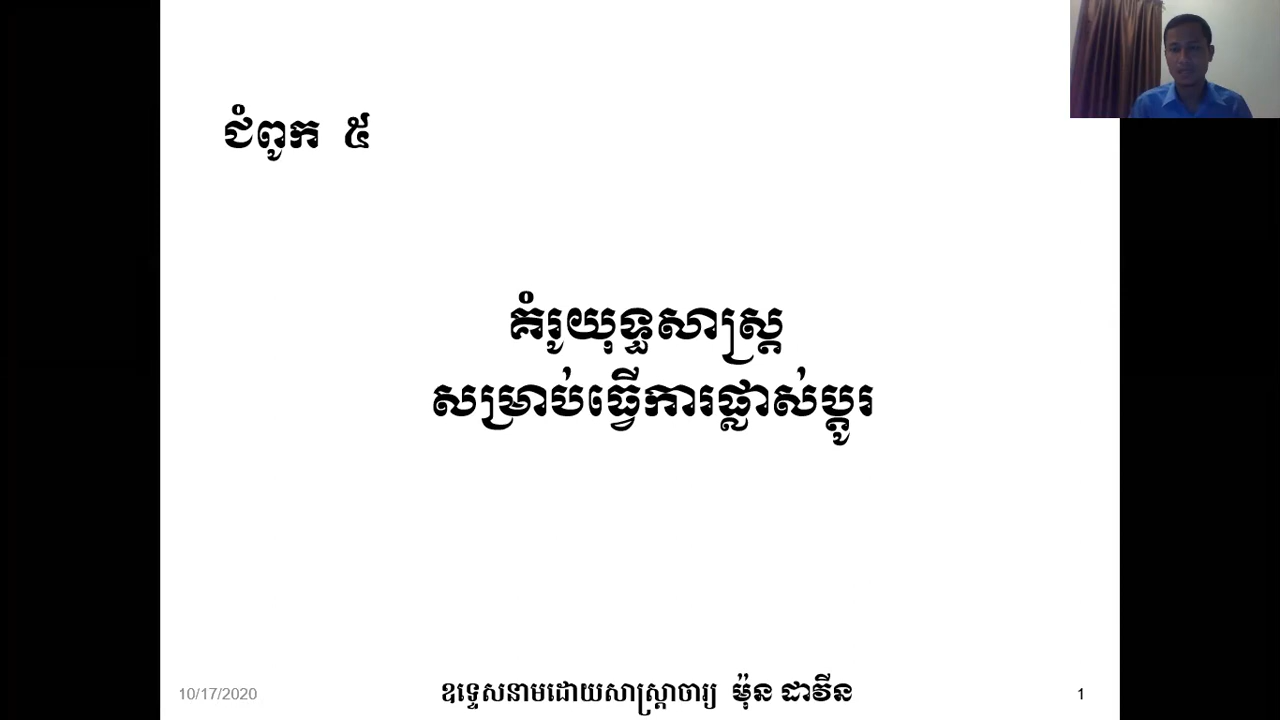 ជំពូក ៥
គំរូយុទ្ធសាស្ត្រ
សម្រាប់ធ្វើការផ្លាស់ប្តូរ
10/17/2020
ឧទ្ទេសនាមដោយសាស្ត្រាចារ្យ ម៉ុន ដាវីន
1